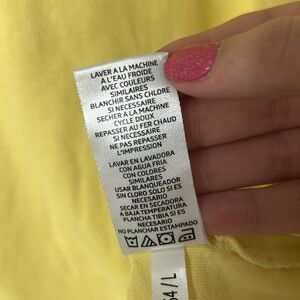 LAVER A LA MACHINE
A L'EAU FROIDE
AVEC COULEURS
SIMILAIRES
BLANCHIR SANS CHLORE
SI NECESSAIRE
SECHER A LA MACHINE
CYCLE DOUX
REPASSER AU FER CHAUD
SI NECESSAIRE
NE PAS REPASSER
L'IMPRESSION
LAVAR EN LAVADORA
CON AGUA FRIA
CON COLORES
SIMILARES
USAR BLANQUEADOR
SIN CLORO SOLO SI ES
NECESARIO
SECAR EN SECADORA
A BAJA TEMPERATURA
PLANCHA TIBIA SI ES
NECESARIO
NO PLANCHAR ESTAMPADO
4 / L